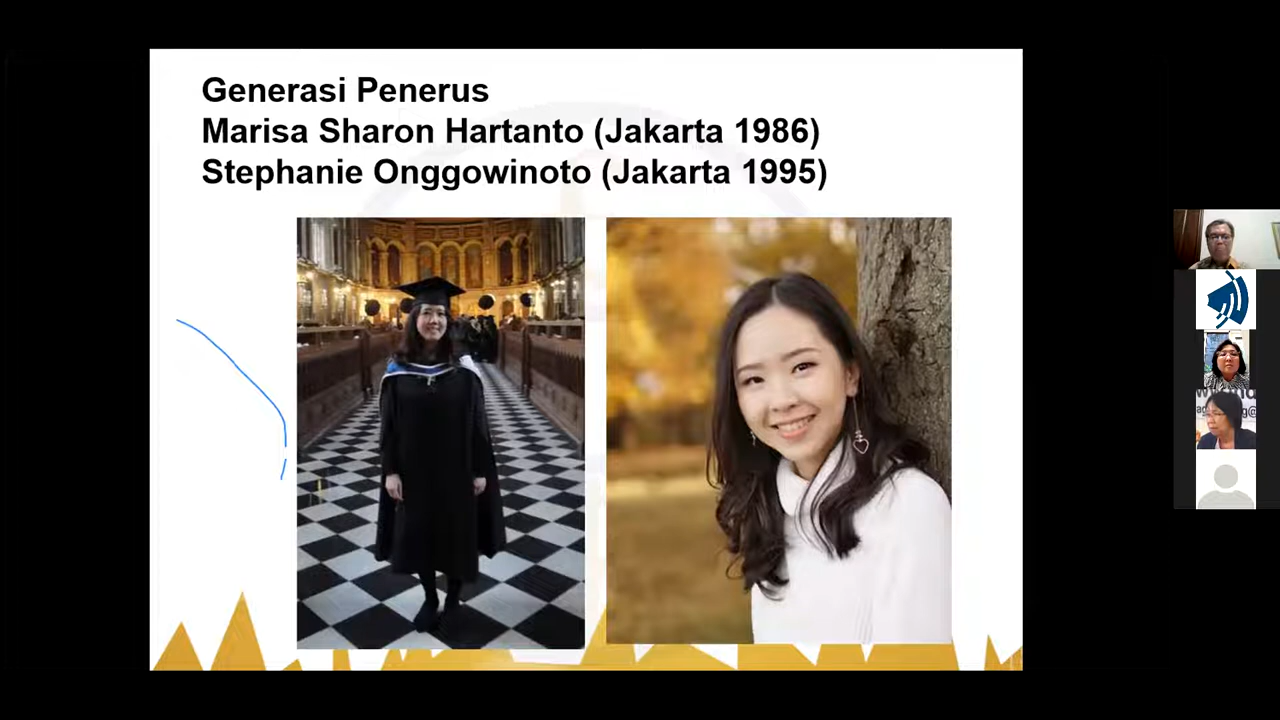 Generasi Penerus
Marisa Sharon Hartanto (Jakarta 1986)
Stephanie Onggowinoto (Jakarta 1995)